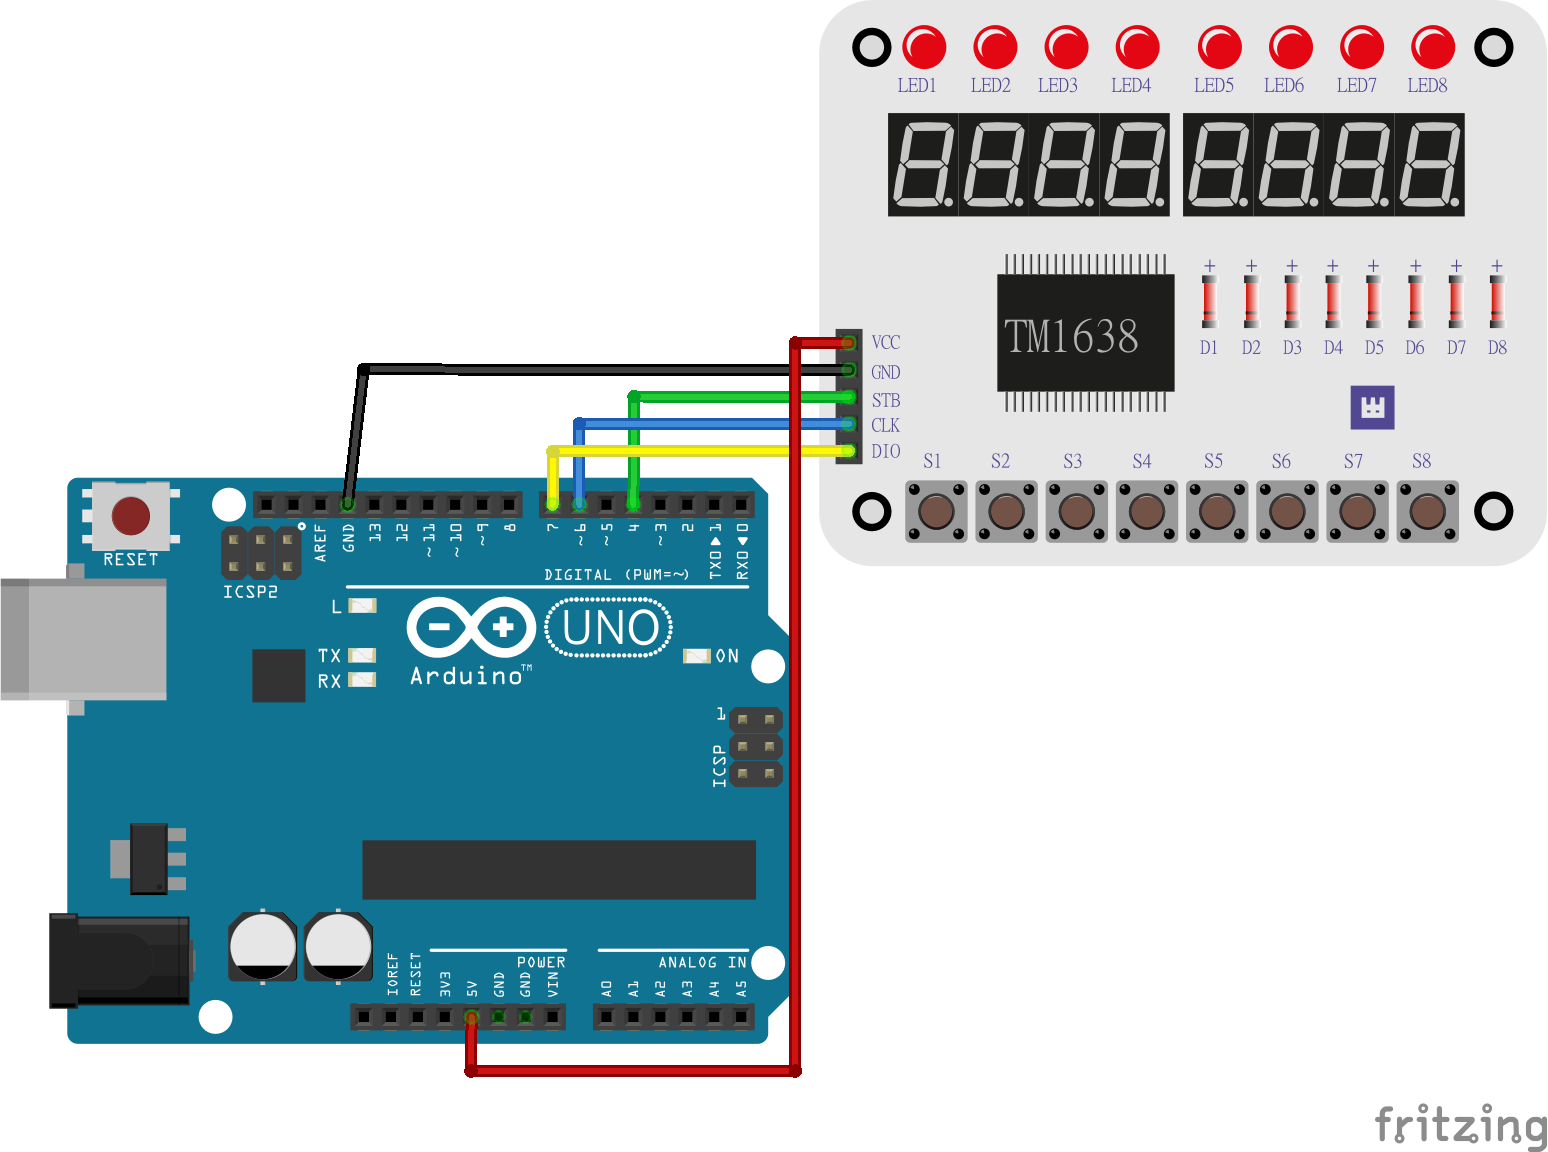 LED1 LED2 LED3 LED4 LED5 LED6 LED7 LED8
+ + + + + + + +
TM1638
D1 D2 D3 D4 D5 D6 D7 D8
VCC
GND
STB
CLK
DIO
S1 S2 S3 S4 S5 S6 S7 S8
RESET
ICSP2
AREF
GND
13
12
~11
~10
~9
8
7
~6
~5
4
~3
2
TX0▶1
RX0◀0
DIGITAL (PWM=~)
L
TX
RX
UNO
Arduino™
ON
1
ICSP
POWER
ANALOG IN
IOREF
RESET
3V3
5V
GND
GND
VIN
A0
A1
A2
A3
A4
A5
fritzing